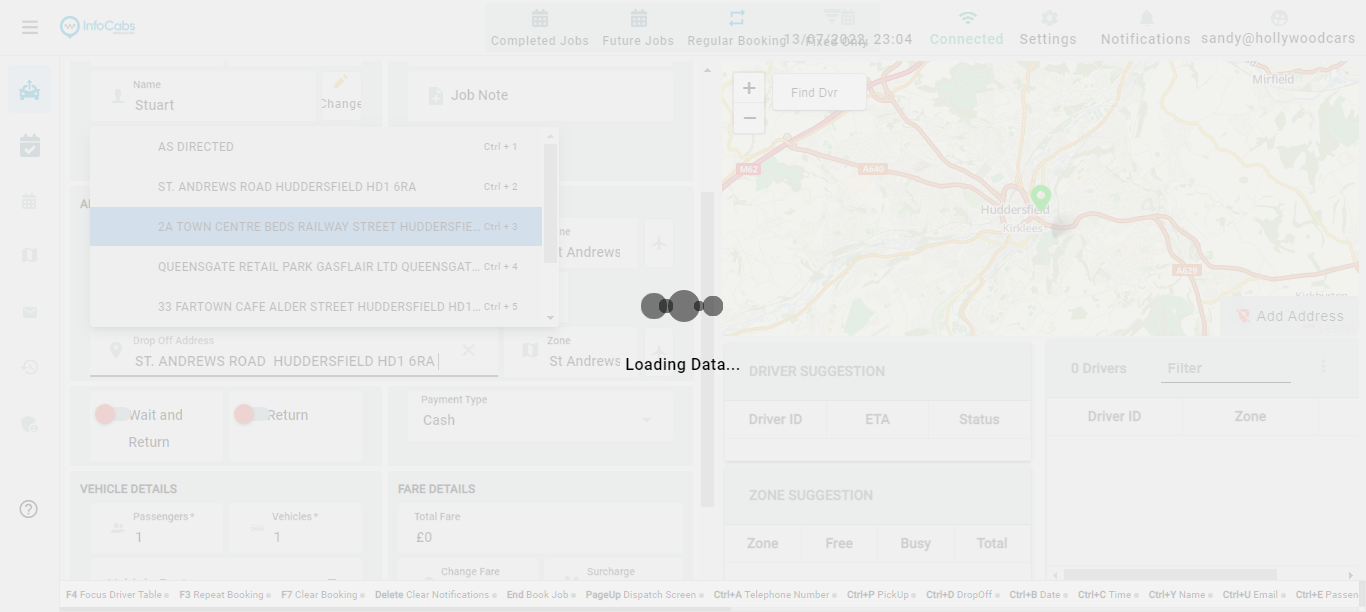 InfoCabs
Completed Jobs
Future Jobs
Regular Booking
Fixed Only
13/07/2022, 23:04
Connected
Settings
Notifications
sandy@hollywoodcars
Name
Stuart
Change
Job Note
AS DIRECTED Ctrl + 1
ST. ANDREWS ROAD HUDDERSFIELD HD1 6RA Ctrl + 2
2A TOWN CENTRE BEDS RAILWAY STREET HUDDERSFIE... Ctrl + 3
QUEENSGATE RETAIL PARK GASFLAIR LTD QUEENSGAT... Ctrl + 4
33 FARTOWN CAFE ALDER STREET HUDDERSFIELD HD1... Ctrl + 5
t Andrews
Drop Off Address
ST. ANDREWS ROAD HUDDERSFIELD HD1 6RA
Zone
St Andrews
Wait and
Return
Return
Payment Type
Cash
VEHICLE DETAILS
Passengers *
1
Vehicles *
1
FARE DETAILS
Total Fare
£0
Change Fare
Surcharge
Loading Data...
+
−
Find Dvr
Mirfield
M62
A640
Huddersfield
Kirklees
A629
Kirkburton
Add Address
DRIVER SUGGESTION
Driver ID ETA Status
ZONE SUGGESTION
Zone Free Busy Total
0 Drivers
Filter
Driver ID Zone
F4 Focus Driver Table
F3 Repeat Booking
F7 Clear Booking
Delete Clear Notifications
End Book Job
PageUp Dispatch Screen
Ctrl+A Telephone Number
Ctrl+P PickUp
Ctrl+D DropOff
Ctrl+B Date
Ctrl+C Time
Ctrl+Y Name
Ctrl+U Email
Ctrl+E Passen